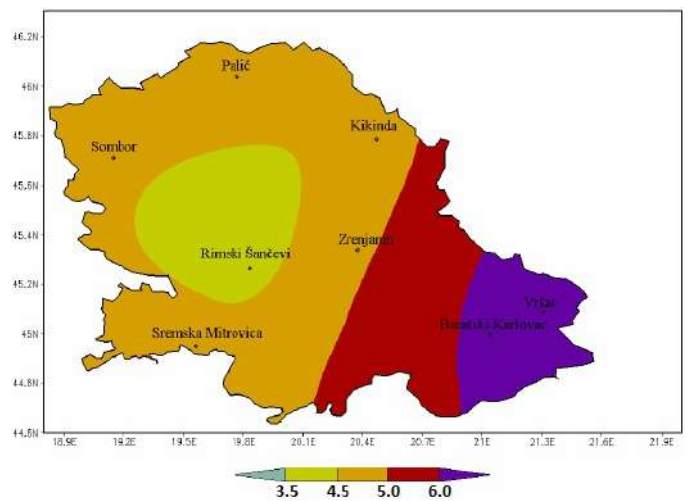 46.2N
Palić
46N
Kikinda
45.8N
Sombor
45.6N
45.4N
Zrenjanin
Rimski Šančevi
45.2N
Vršac
Banatski Karlovac
45N
Sremska Mitrovica
44.8N
44.6N
18.9E 19.2E 19.5E 19.8E 20.1E 20.4E 20.7E 21E 21.3E 21.6E 21.9E
3.5 4.5 5.0 6.0